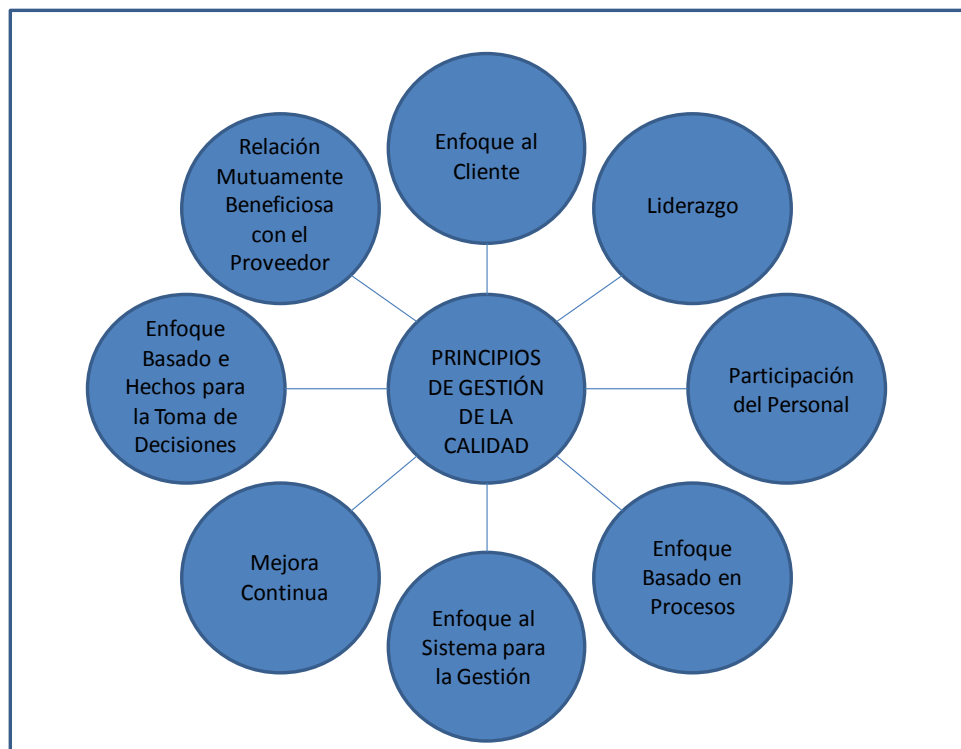 Enfoque al
Cliente
Liderazgo
Participación
del Personal
Enfoque
Basado en
Procesos
Enfoque al
Sistema para
la Gestión
Mejora
Continua
Enfoque
Basado e
Hechos para
la Toma de
Decisiones
Relación
Mutuamente
Beneficiosa
con el
Proveedor
PRINCIPIOS
DE GESTIÓN
DE LA
CALIDAD